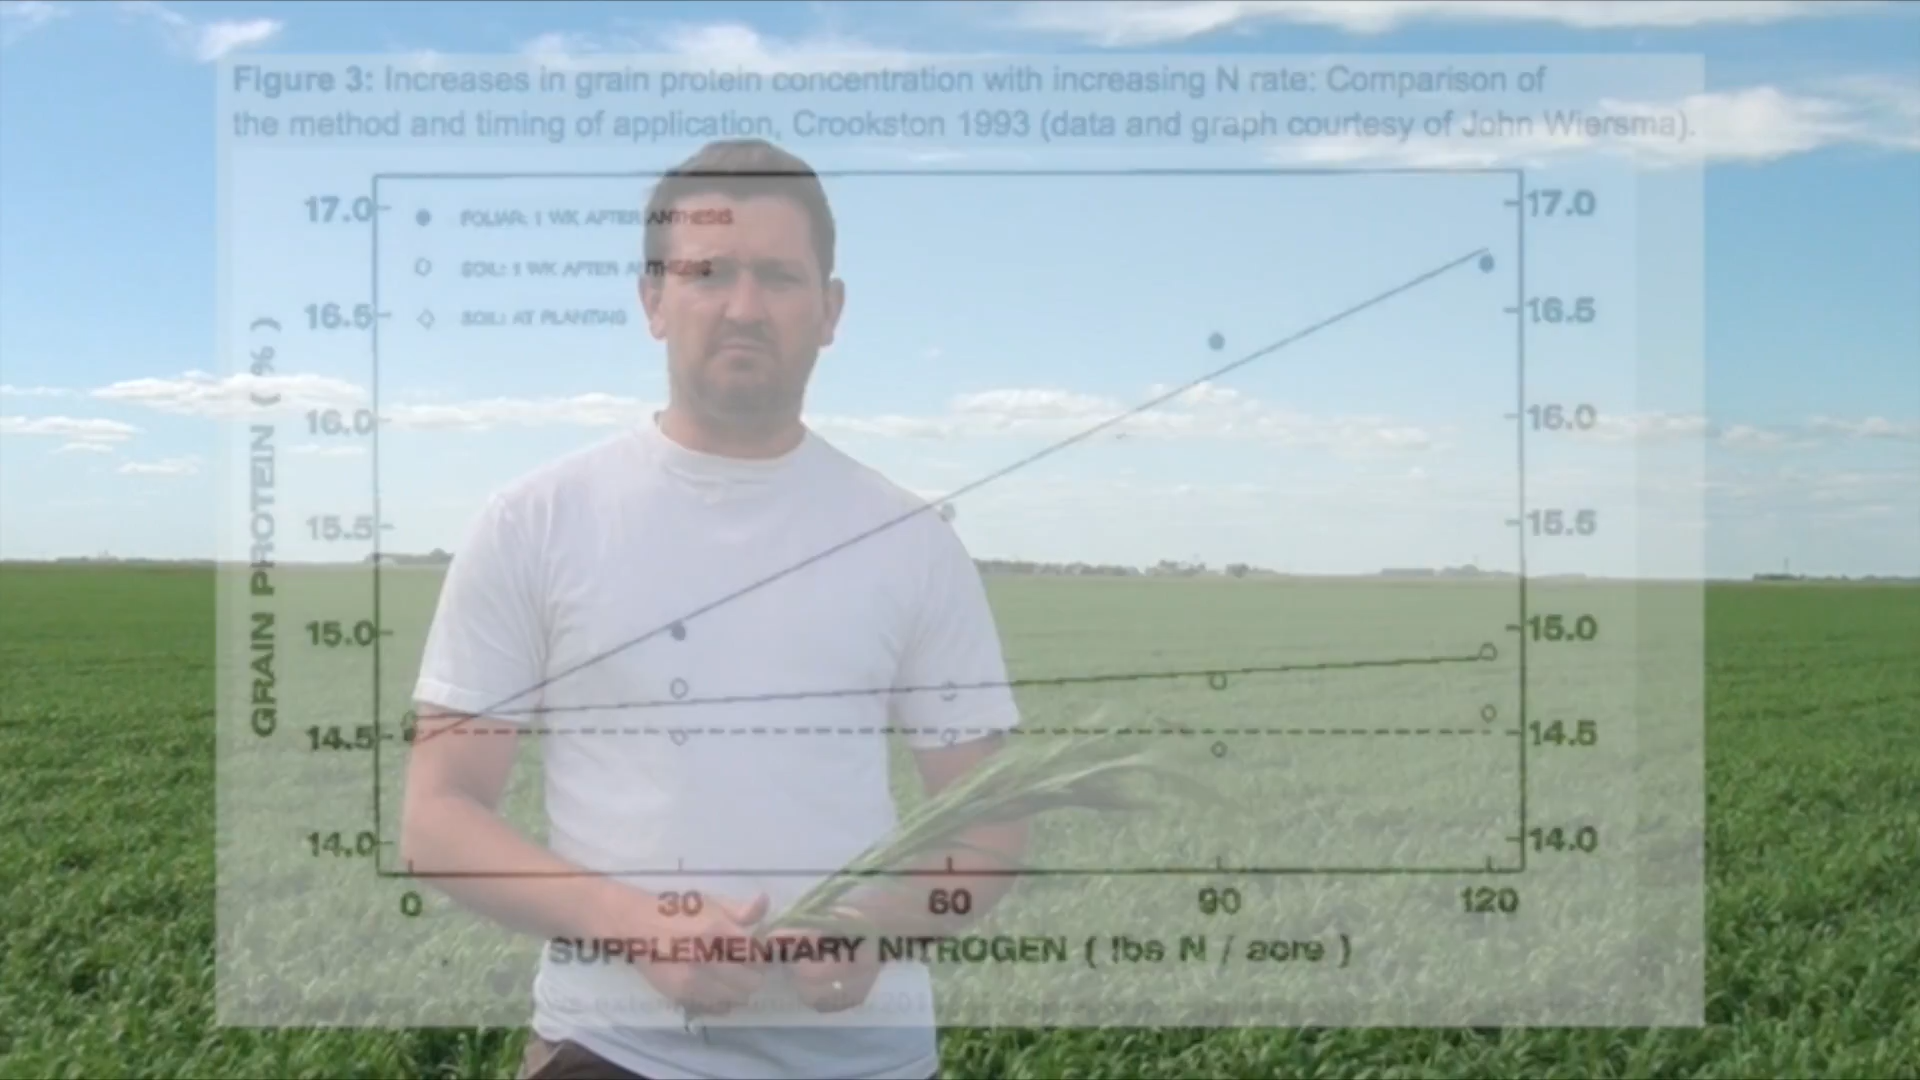 Figure 3: Increases in grain protein concentration with increasing N rate: Comparison of
the method and timing of application, Crookston 1993 (data and graph courtesy of John Wiersma).
17.0 FOLIAR: 1 WK AFTER ANTHESIS 17.0
SOIL: 1 WK AFTER ANTHESIS
16.5 SOIL: AT PLANTING 16.5
16.0 16.0
15.5 15.5
15.0 15.0
14.5 14.5
14.0 14.0
GRAIN PROTEIN ( % )
0 30 60 90 120
SUPPLEMENTARY NITROGEN ( lbs N / acre )